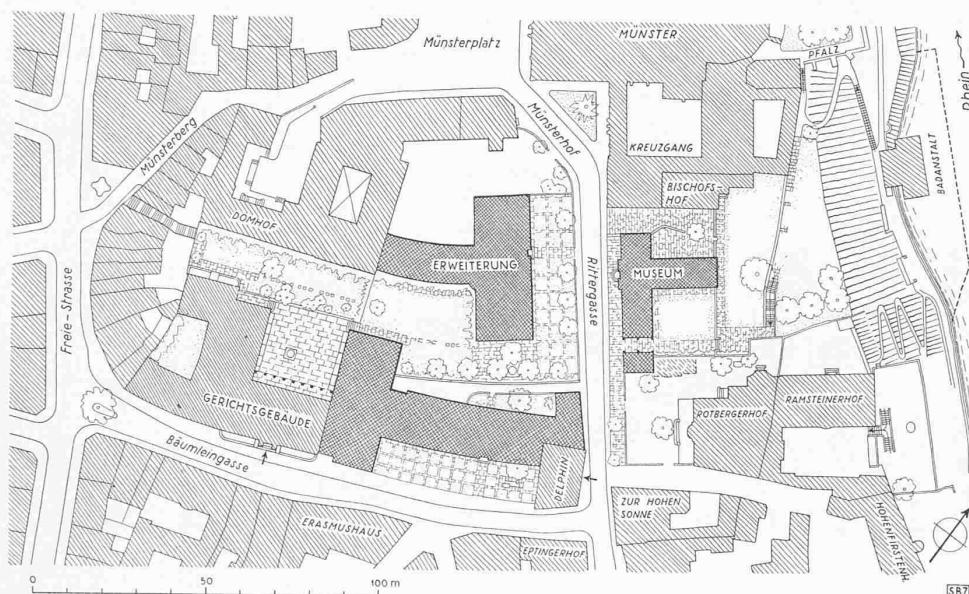 Münsterplatz
MÜNSTER
PFALZ
Rhein
Münsterberg
Münsterhof
KREUZGANG
BADANSTALT
BISCHOFS-
HOF
DOMHOF
ERWEITERUNG
MUSEUM
Rittergasse
Freie-Strasse
GERICHTSGEBÄUDE
ROTBERGERHOF
RAMSTEINERHOF
Bäumleingasse
DELPHIN
ZUR HOHEN
SONNE
ERASMUSHAUS
EPTINGERHOF
HOHENFIRSTENH.
0 50 100 m
SBZ